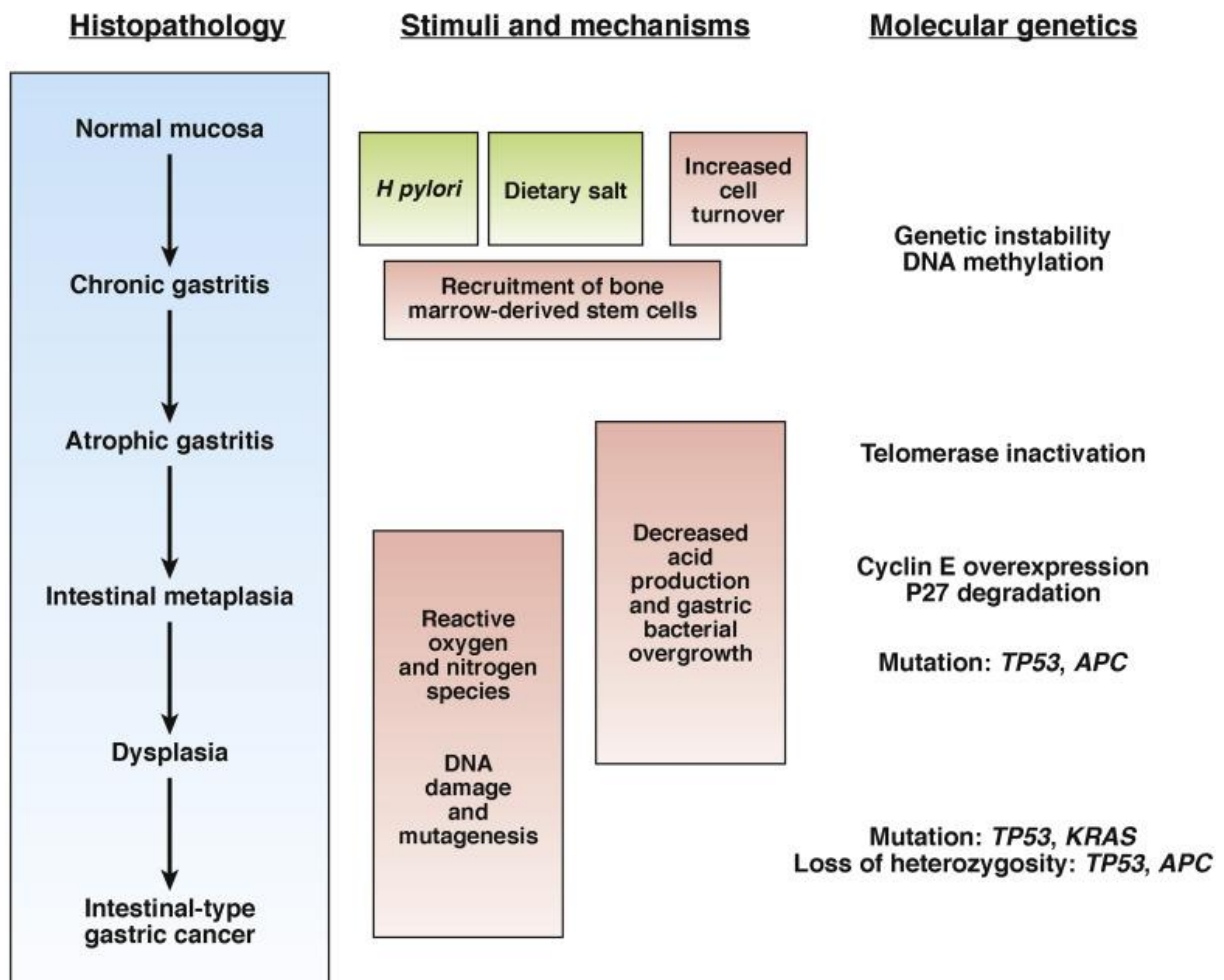 Histopathology
Stimuli and mechanisms
Molecular genetics
Normal mucosa
Chronic gastritis
Atrophic gastritis
Intestinal metaplasia
Dysplasia
Intestinal-type
gastric cancer
H pylori
Dietary salt
Increased
cell
turnover
Recruitment of bone
marrow-derived stem cells
Reactive
oxygen
and nitrogen
species
DNA
damage
and
mutagenesis
Decreased
acid
production
and gastric
bacterial
overgrowth
Genetic instability
DNA methylation
Telomerase inactivation
Cyclin E overexpression
P27 degradation
Mutation: TP53, APC
Mutation: TP53, KRAS
Loss of heterozygosity: TP53, APC